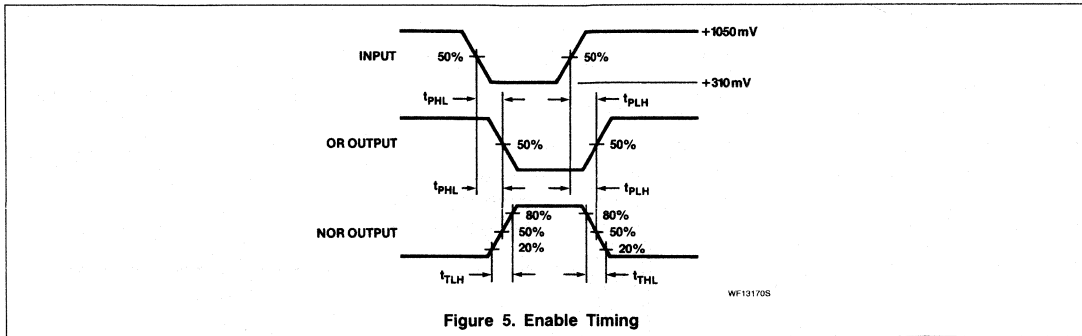 +1050mV
INPUT 50% 50%
+310mV
tPHL tPLH
OR OUTPUT 50% 50%
tPHL tPLH
80% 80%
NOR OUTPUT 50% 50%
20% 20%
tTLH tTHL
WF13170S
Figure 5. Enable Timing